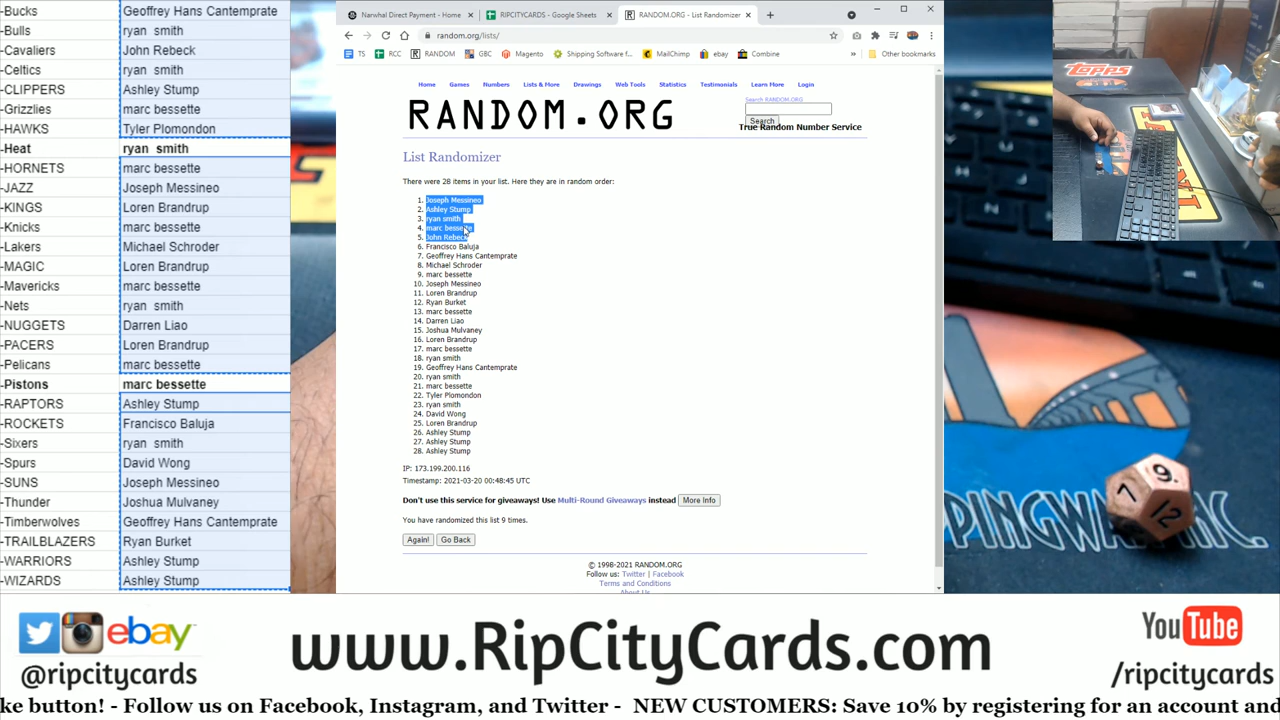 -Bucks Geoffrey Hans Cantemprate
-Bulls ryan smith
-Cavaliers John Rebeck
-Celtics ryan smith
-CLIPPERS Ashley Stump
-Grizzlies marc bessette
-HAWKS Tyler Plomondon
-Heat ryan smith
-HORNETS marc bessette
-JAZZ Joseph Messineo
-KINGS Loren Brandrup
-Knicks marc bessette
-Lakers Michael Schroder
-MAGIC Loren Brandrup
-Mavericks marc bessette
-Nets ryan smith
-NUGGETS Darren Liao
-PACERS Loren Brandrup
-Pelicans marc bessette
-Pistons marc bessette
-RAPTORS Ashley Stump
-ROCKETS Francisco Baluja
-Sixers ryan smith
-Spurs David Wong
-SUNS Joseph Messineo
-Thunder Joshua Mulvaney
-Timberwolves Geoffrey Hans Cantemprate
-TRAILBLAZERS Ryan Burket
-WARRIORS Ashley Stump
-WIZARDS Ashley Stump
Narwhal Direct Payment - Home
RIPCITYCARDS - Google Sheets
RANDOM.ORG - List Randomizer
random.org/lists/
TS RCC RANDOM GBC Magento Shipping Software f... MailChimp ebay Combine Other bookmarks
Home Games Numbers Lists & More Drawings Web Tools Statistics Testimonials Learn More Login
RANDOM.ORG
Search RANDOM.ORG
Search
True Random Number Service
List Randomizer
There were 28 items in your list. Here they are in random order:
1. Joseph Messineo
2. Ashley Stump
3. ryan smith
4. marc bessette
5. John Rebeck
6. Francisco Baluja
7. Geoffrey Hans Cantemprate
8. Michael Schroder
9. marc bessette
10. Joseph Messineo
11. Loren Brandrup
12. Ryan Burket
13. marc bessette
14. Darren Liao
15. Joshua Mulvaney
16. Loren Brandrup
17. marc bessette
18. ryan smith
19. Geoffrey Hans Cantemprate
20. ryan smith
21. marc bessette
22. Tyler Plomondon
23. ryan smith
24. David Wong
25. Loren Brandrup
26. Ashley Stump
27. Ashley Stump
28. Ashley Stump
IP: 173.199.200.116
Timestamp: 2021-03-20 00:48:45 UTC
Don't use this service for giveaways! Use Multi-Round Giveaways instead More Info
You have randomized this list 9 times.
Again! Go Back
© 1998-2021 RANDOM.ORG
Follow us: Twitter | Facebook
Terms and Conditions
About Us
Topps
7 9 12
@ripcitycards
ebay
www.RipCityCards.com
YouTube
/ripcitycards
ke button! - Follow us on Facebook, Instagram, and Twitter - NEW CUSTOMERS: Save 10% by registering for an account and